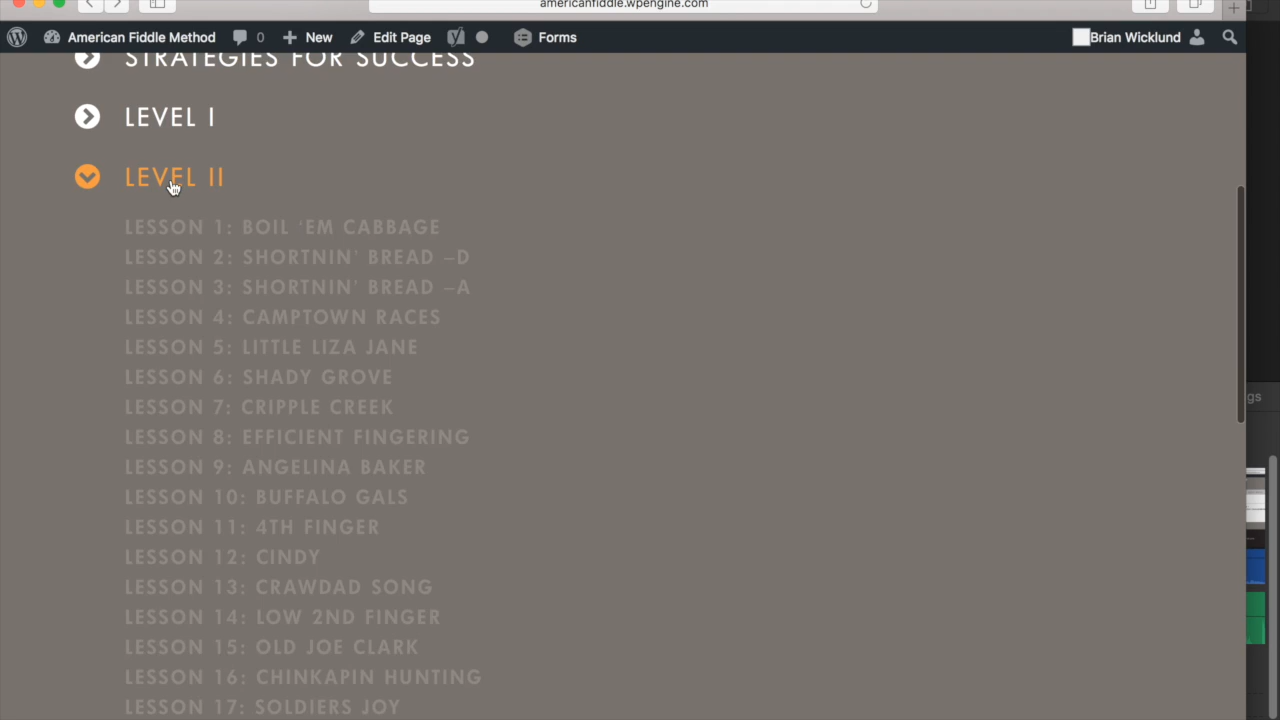 americanfiddle.wpengine.com
American Fiddle Method 0 New Edit Page Forms Brian Wicklund
STRATEGIES FOR SUCCESS
LEVEL I
LEVEL II
LESSON 1: BOIL ‘EM CABBAGE
LESSON 2: SHORTNIN’ BREAD –D
LESSON 3: SHORTNIN’ BREAD –A
LESSON 4: CAMPTOWN RACES
LESSON 5: LITTLE LIZA JANE
LESSON 6: SHADY GROVE
LESSON 7: CRIPPLE CREEK
gs
LESSON 8: EFFICIENT FINGERING
LESSON 9: ANGELINA BAKER
LESSON 10: BUFFALO GALS
LESSON 11: 4TH FINGER
LESSON 12: CINDY
LESSON 13: CRAWDAD SONG
LESSON 14: LOW 2ND FINGER
LESSON 15: OLD JOE CLARK
LESSON 16: CHINKAPIN HUNTING
LESSON 17: SOLDIERS JOY